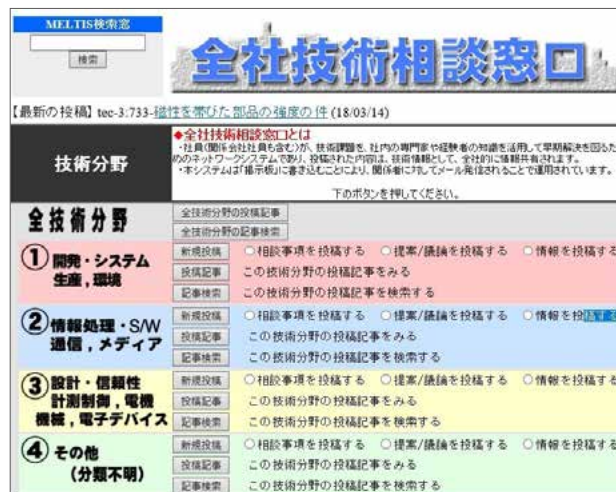 MELTIS検索窓
検索
全社技術相談窓口
【最新の投稿】 tec-3:733-磁性を帯びた部品の強度の件 (18/03/14)
技術分野
◆全社技術相談窓口とは
・社員(関係会社社員も含む)が、技術課題を、社内の専門家や経験者の知識を活用して早期解決を図るた
めのネットワークシステムであり、投稿された内容は、技術情報として、全社的に情報共有されます。
・本システムは「掲示板」に書き込むことにより、関係者に対してメール発信されることで運用されています。
下のボタンを押してください。
全技術分野
全技術分野の投稿記事
全技術分野の記事検索
① 開発・システム
生産，環境
新規投稿 ○相談事項を投稿する ○提案/議論を投稿する ○情報を投稿する
投稿記事 この技術分野の投稿記事をみる
記事検索 この技術分野の投稿記事を検索する
② 情報処理・S/W
通信，メディア
新規投稿 ○相談事項を投稿する ○提案/議論を投稿する ○情報を投稿する
投稿記事 この技術分野の投稿記事をみる
記事検索 この技術分野の投稿記事を検索する
③ 設計・信頼性
計測制御，電機
機械，電子デバイス
新規投稿 ○相談事項を投稿する ○提案/議論を投稿する ○情報を投稿する
投稿記事 この技術分野の投稿記事をみる
記事検索 この技術分野の投稿記事を検索する
④ その他
（分類不明）
新規投稿 ○相談事項を投稿する ○提案/議論を投稿する ○情報を投稿する
投稿記事 この技術分野の投稿記事をみる
記事検索 この技術分野の投稿記事を検索する